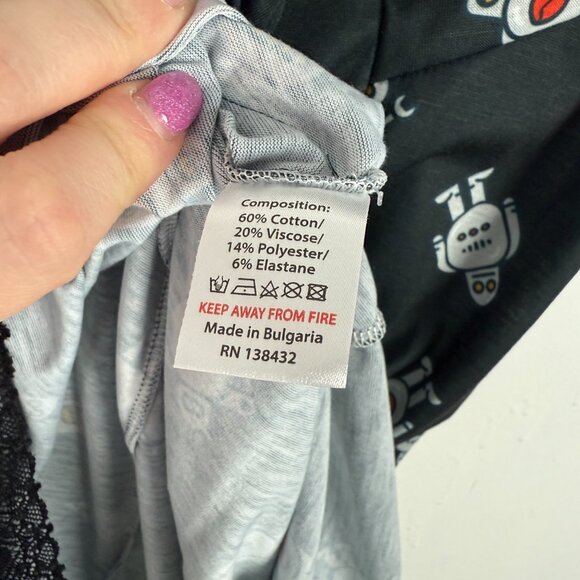 Composition:
60% Cotton/
20% Viscose/
14% Polyester/
6% Elastane
KEEP AWAY FROM FIRE
Made in Bulgaria
RN 138432